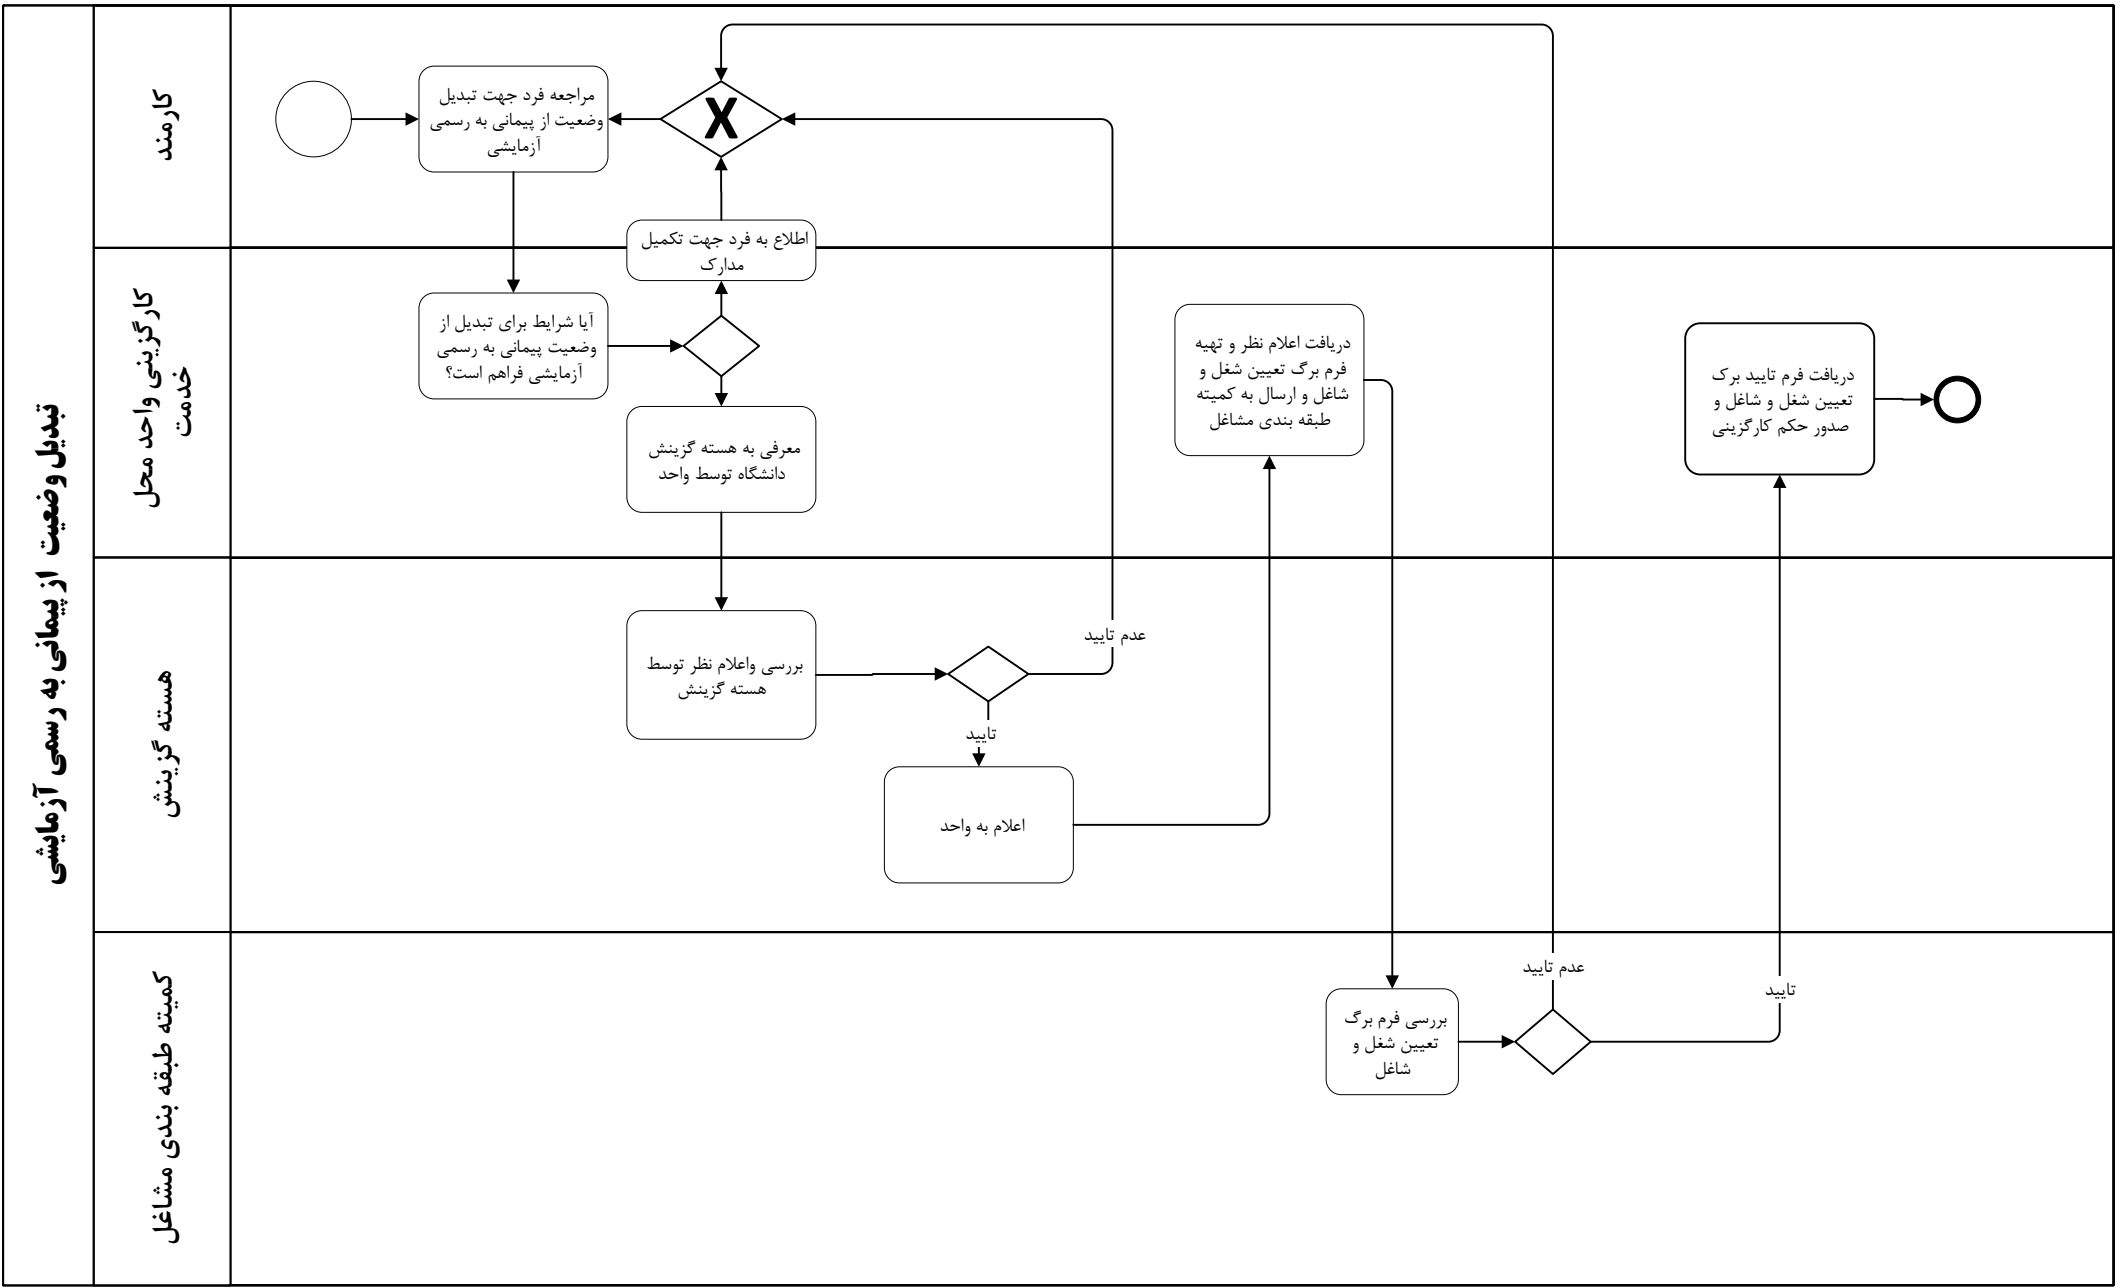 تبدیل وضعیت از پیمانی به رسمی آزمایشی
کارمند
مراجعه فرد جهت تبدیل
وضعیت از پیمانی به رسمی
آزمایشی
X
اطلاع به فرد جهت تکمیل
مدارک
کارگزینی واحد محل
خدمت
آیا شرایط برای تبدیل از
وضعیت پیمانی به رسمی
آزمایشی فراهم است؟
معرفی به هسته گزینش
دانشگاه توسط واحد
دریافت اعلام نظر و تهیه
فرم برگ تعیین شغل و
شاغل و ارسال به کمیته
طبقه بندی مشاغل
دریافت فرم تایید برک
تعیین شغل و شاغل و
صدور حکم کارگزینی
هسته گزینش
بررسی واعلام نظر توسط
هسته گزینش
عدم تایید
تایید
اعلام به واحد
کمیته طبقه بندی مشاغل
بررسی فرم برگ
تعیین شغل و
شاغل
عدم تایید
تایید